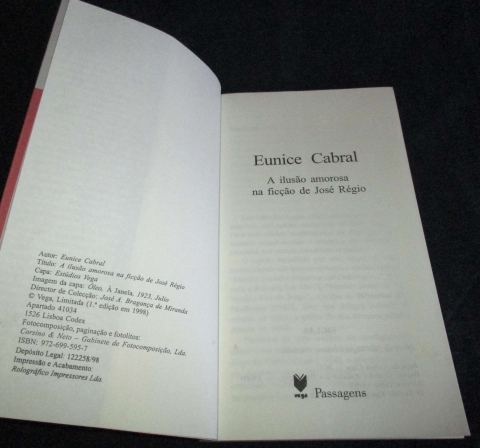 Autor: Eunice Cabral
Título: A ilusão amorosa na ficção de José Régio
Capa: Estúdios Vega
Imagem da capa: Óleo, À Janela, 1923, Julio
Director de Colecção: José A. Bragança de Miranda
© Vega, Limitada (1.ª edição em 1998)
Apartado 41034
1526 Lisboa Codex
Fotocomposição, paginação e fotolitos:
Corsino & Neto – Gabinete de Fotocomposição, Lda.
ISBN: 972-699-595-7
Depósito Legal: 122258/98
Impressão e Acabamento:
Rolográfico Impressores Lda.
Eunice Cabral
A ilusão amorosa
na ficção de José Régio
vega Passagens